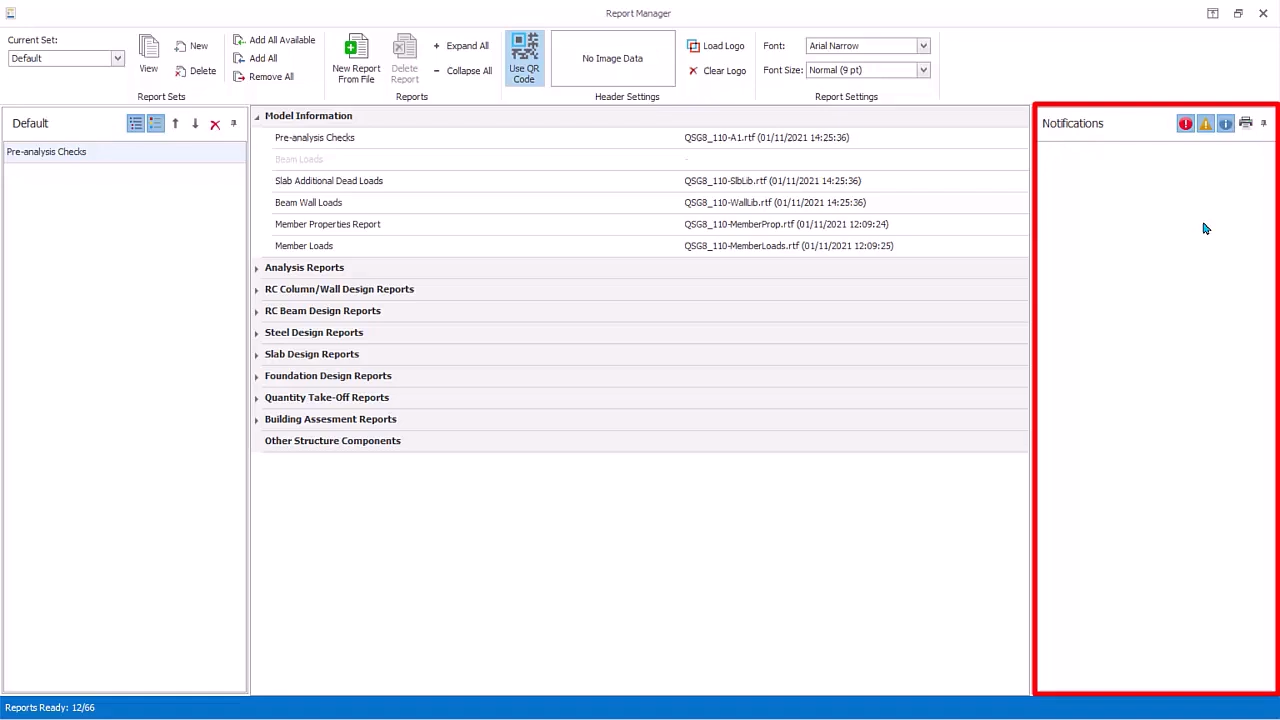 Report Manager
Current Set:
Default
View
New
Delete
Report Sets
Add All Available
Add All
Remove All
New Report
From File
Delete
Report
Expand All
Collapse All
Reports
Use QR
Code
No Image Data
Load Logo
Clear Logo
Header Settings
Font:
Arial Narrow
Font Size:
Normal (9 pt)
Report Settings
Default
Pre-analysis Checks
Model Information
Pre-analysis Checks QSG8_110-A1.rtf (01/11/2021 14:25:36)
Beam Loads -
Slab Additional Dead Loads QSG8_110-SlbLib.rtf (01/11/2021 14:25:36)
Beam Wall Loads QSG8_110-WallLib.rtf (01/11/2021 14:25:36)
Member Properties Report QSG8_110-MemberProp.rtf (01/11/2021 12:09:24)
Member Loads QSG8_110-MemberLoads.rtf (01/11/2021 12:09:25)
Analysis Reports
RC Column/Wall Design Reports
RC Beam Design Reports
Steel Design Reports
Slab Design Reports
Foundation Design Reports
Quantity Take-Off Reports
Building Assesment Reports
Other Structure Components
Notifications
Reports Ready: 12/66